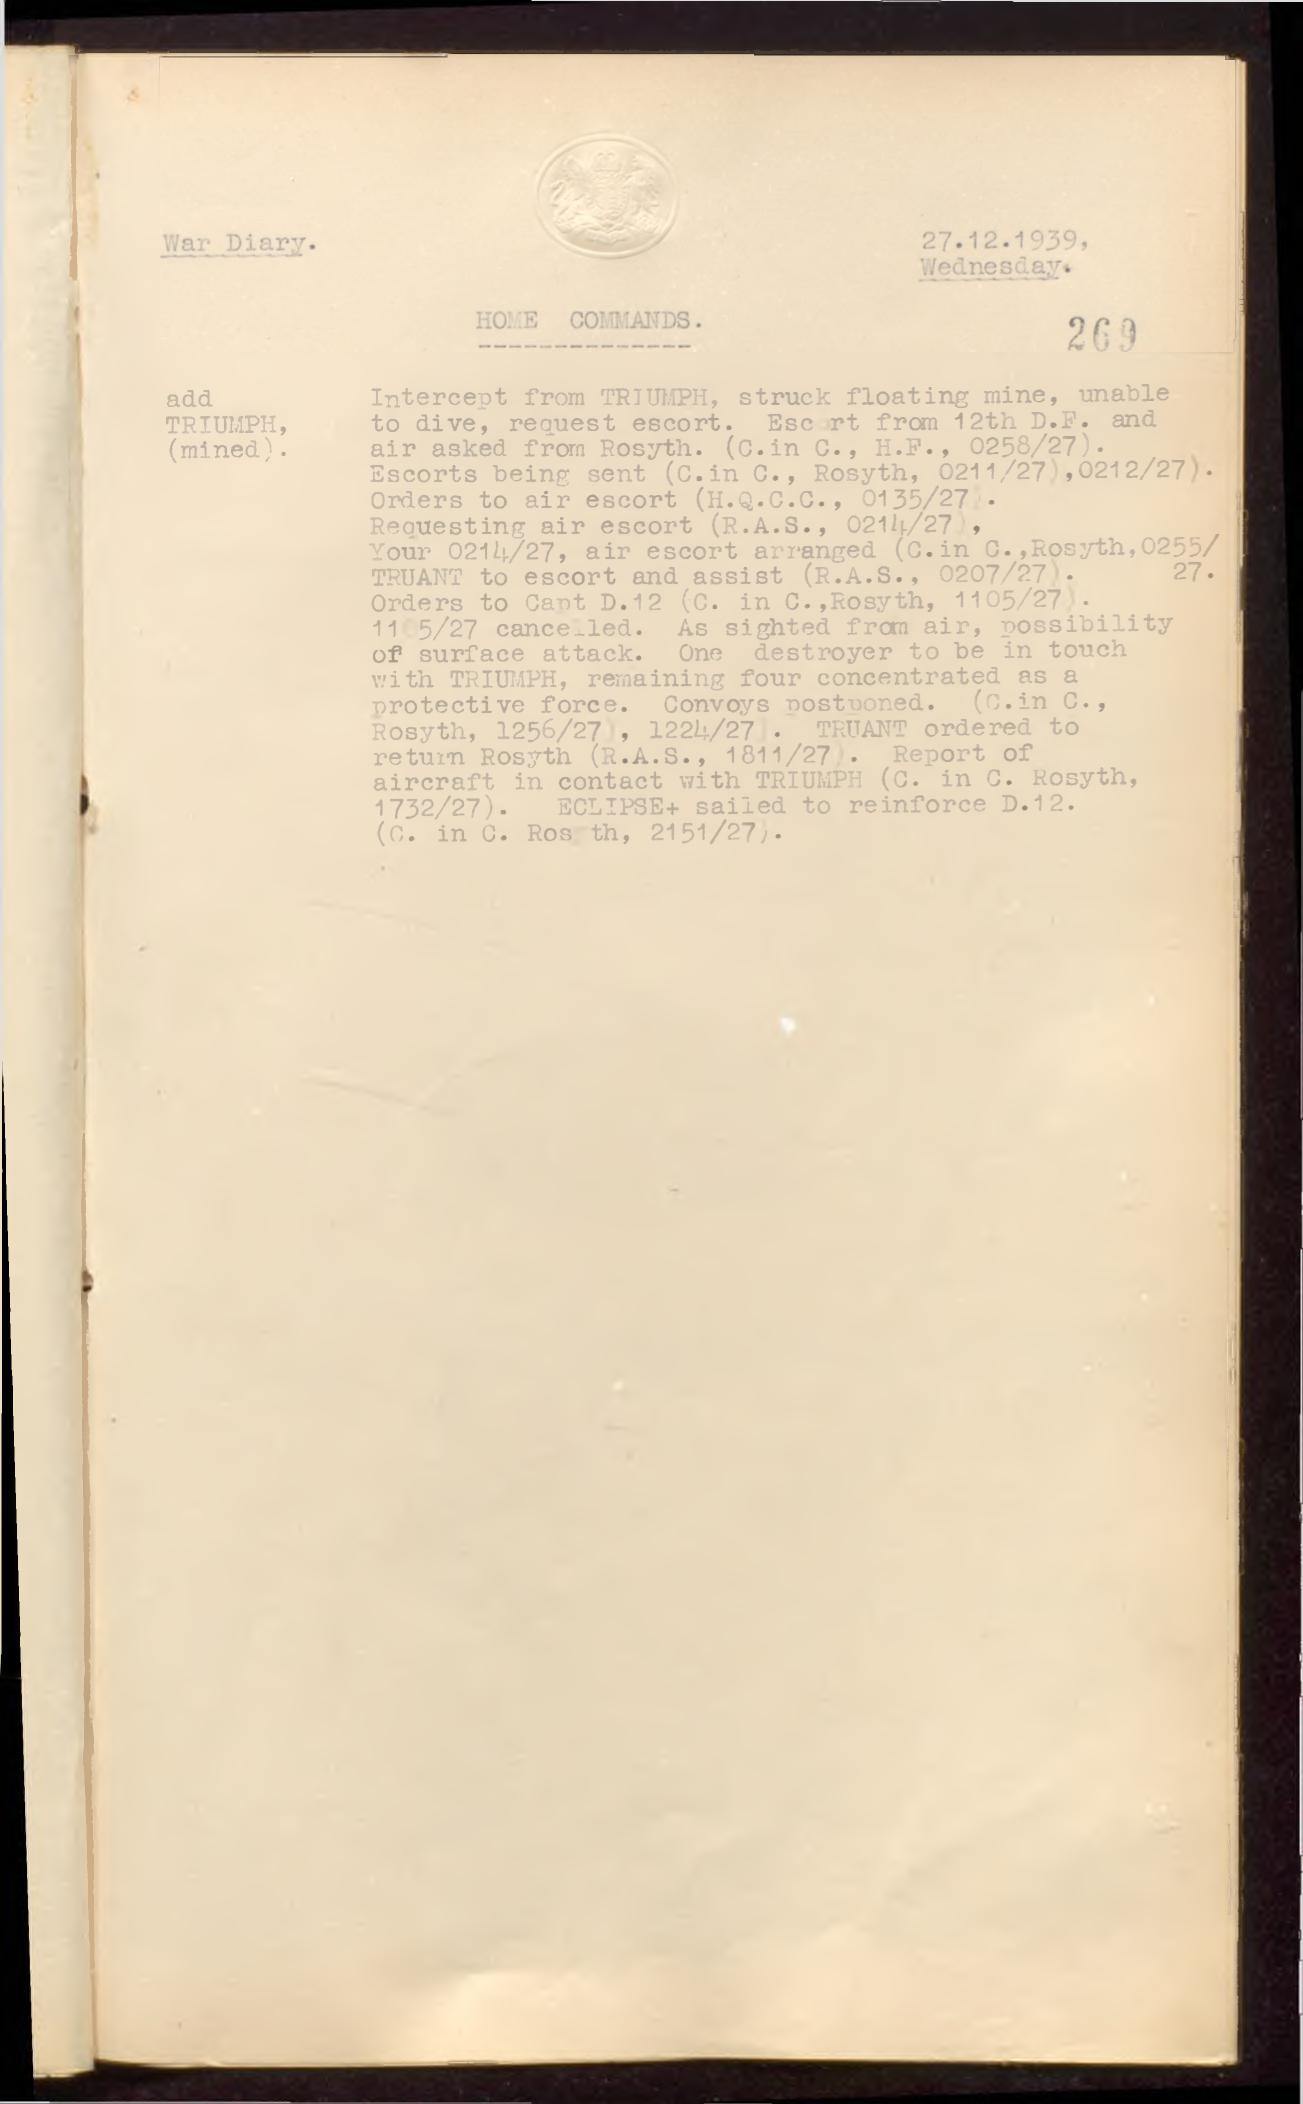 War Diary.
27.12.1939,
Wednesday.
HOME COMMANDS.
269
add
TRIUMPH,
(mined).
Intercept from TRIUMPH, struck floating mine, unable
to dive, request escort. Escort from 12th D.F. and
air asked from Rosyth. (C.in C., H.F., 0258/27).
Escorts being sent (C.in C., Rosyth, 0211/27),0212/27).
Orders to air escort (H.Q.C.C., 0135/27).
Requesting air escort (R.A.S., 0214/27),
Your 0214/27, air escort arranged (C.in C.,Rosyth,0255/
TRUANT to escort and assist (R.A.S., 0207/27). 27.
Orders to Capt D.12 (C. in C.,Rosyth, 1105/27).
1105/27 cancelled. As sighted from air, possibility
of surface attack. One destroyer to be in touch
with TRIUMPH, remaining four concentrated as a
protective force. Convoys postponed. (C.in C.,
Rosyth, 1256/27), 1224/27). TRUANT ordered to
return Rosyth (R.A.S., 1811/27). Report of
aircraft in contact with TRIUMPH (C. in C. Rosyth,
1732/27). ECLIPSE+ sailed to reinforce D.12.
(C. in C. Rosyth, 2151/27).